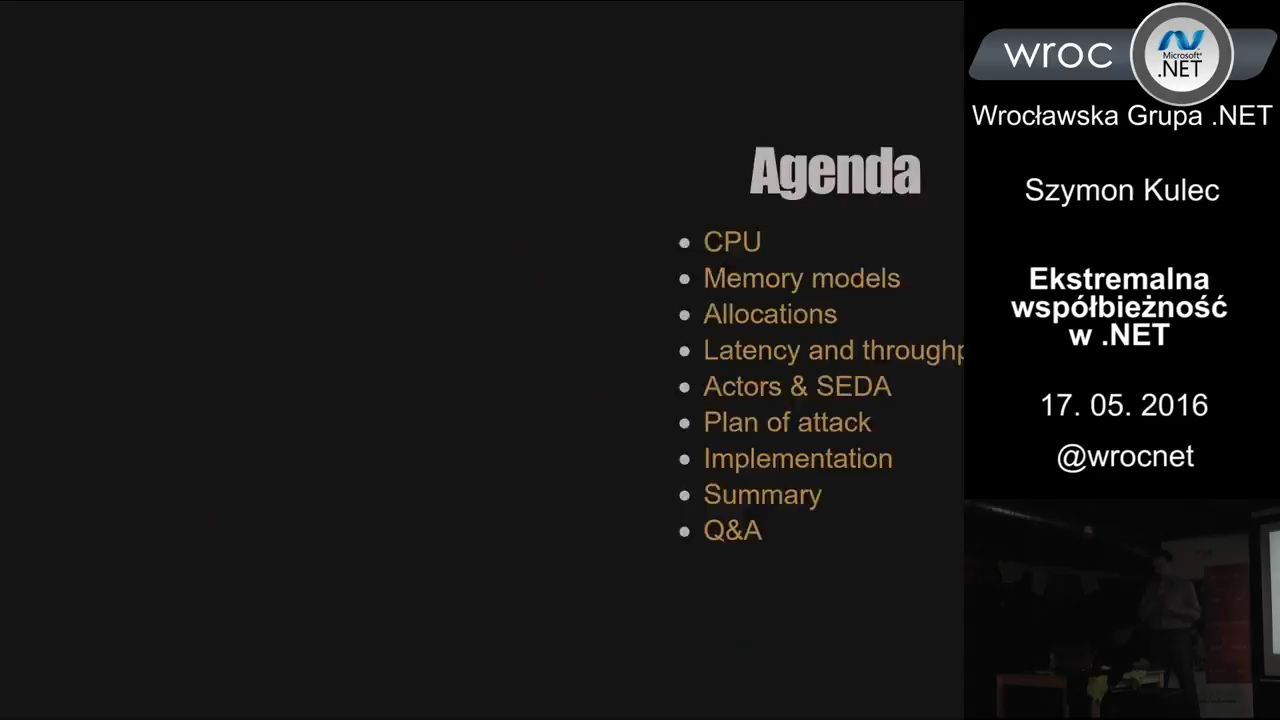 Agenda
CPU
Memory models
Allocations
Latency and throughp
Actors & SEDA
Plan of attack
Implementation
Summary
Q&A
wroc
Microsoft®
.NET
Wrocławska Grupa .NET
Szymon Kulec
Ekstremalna
współbieżność
w .NET
17. 05. 2016
@wrocnet